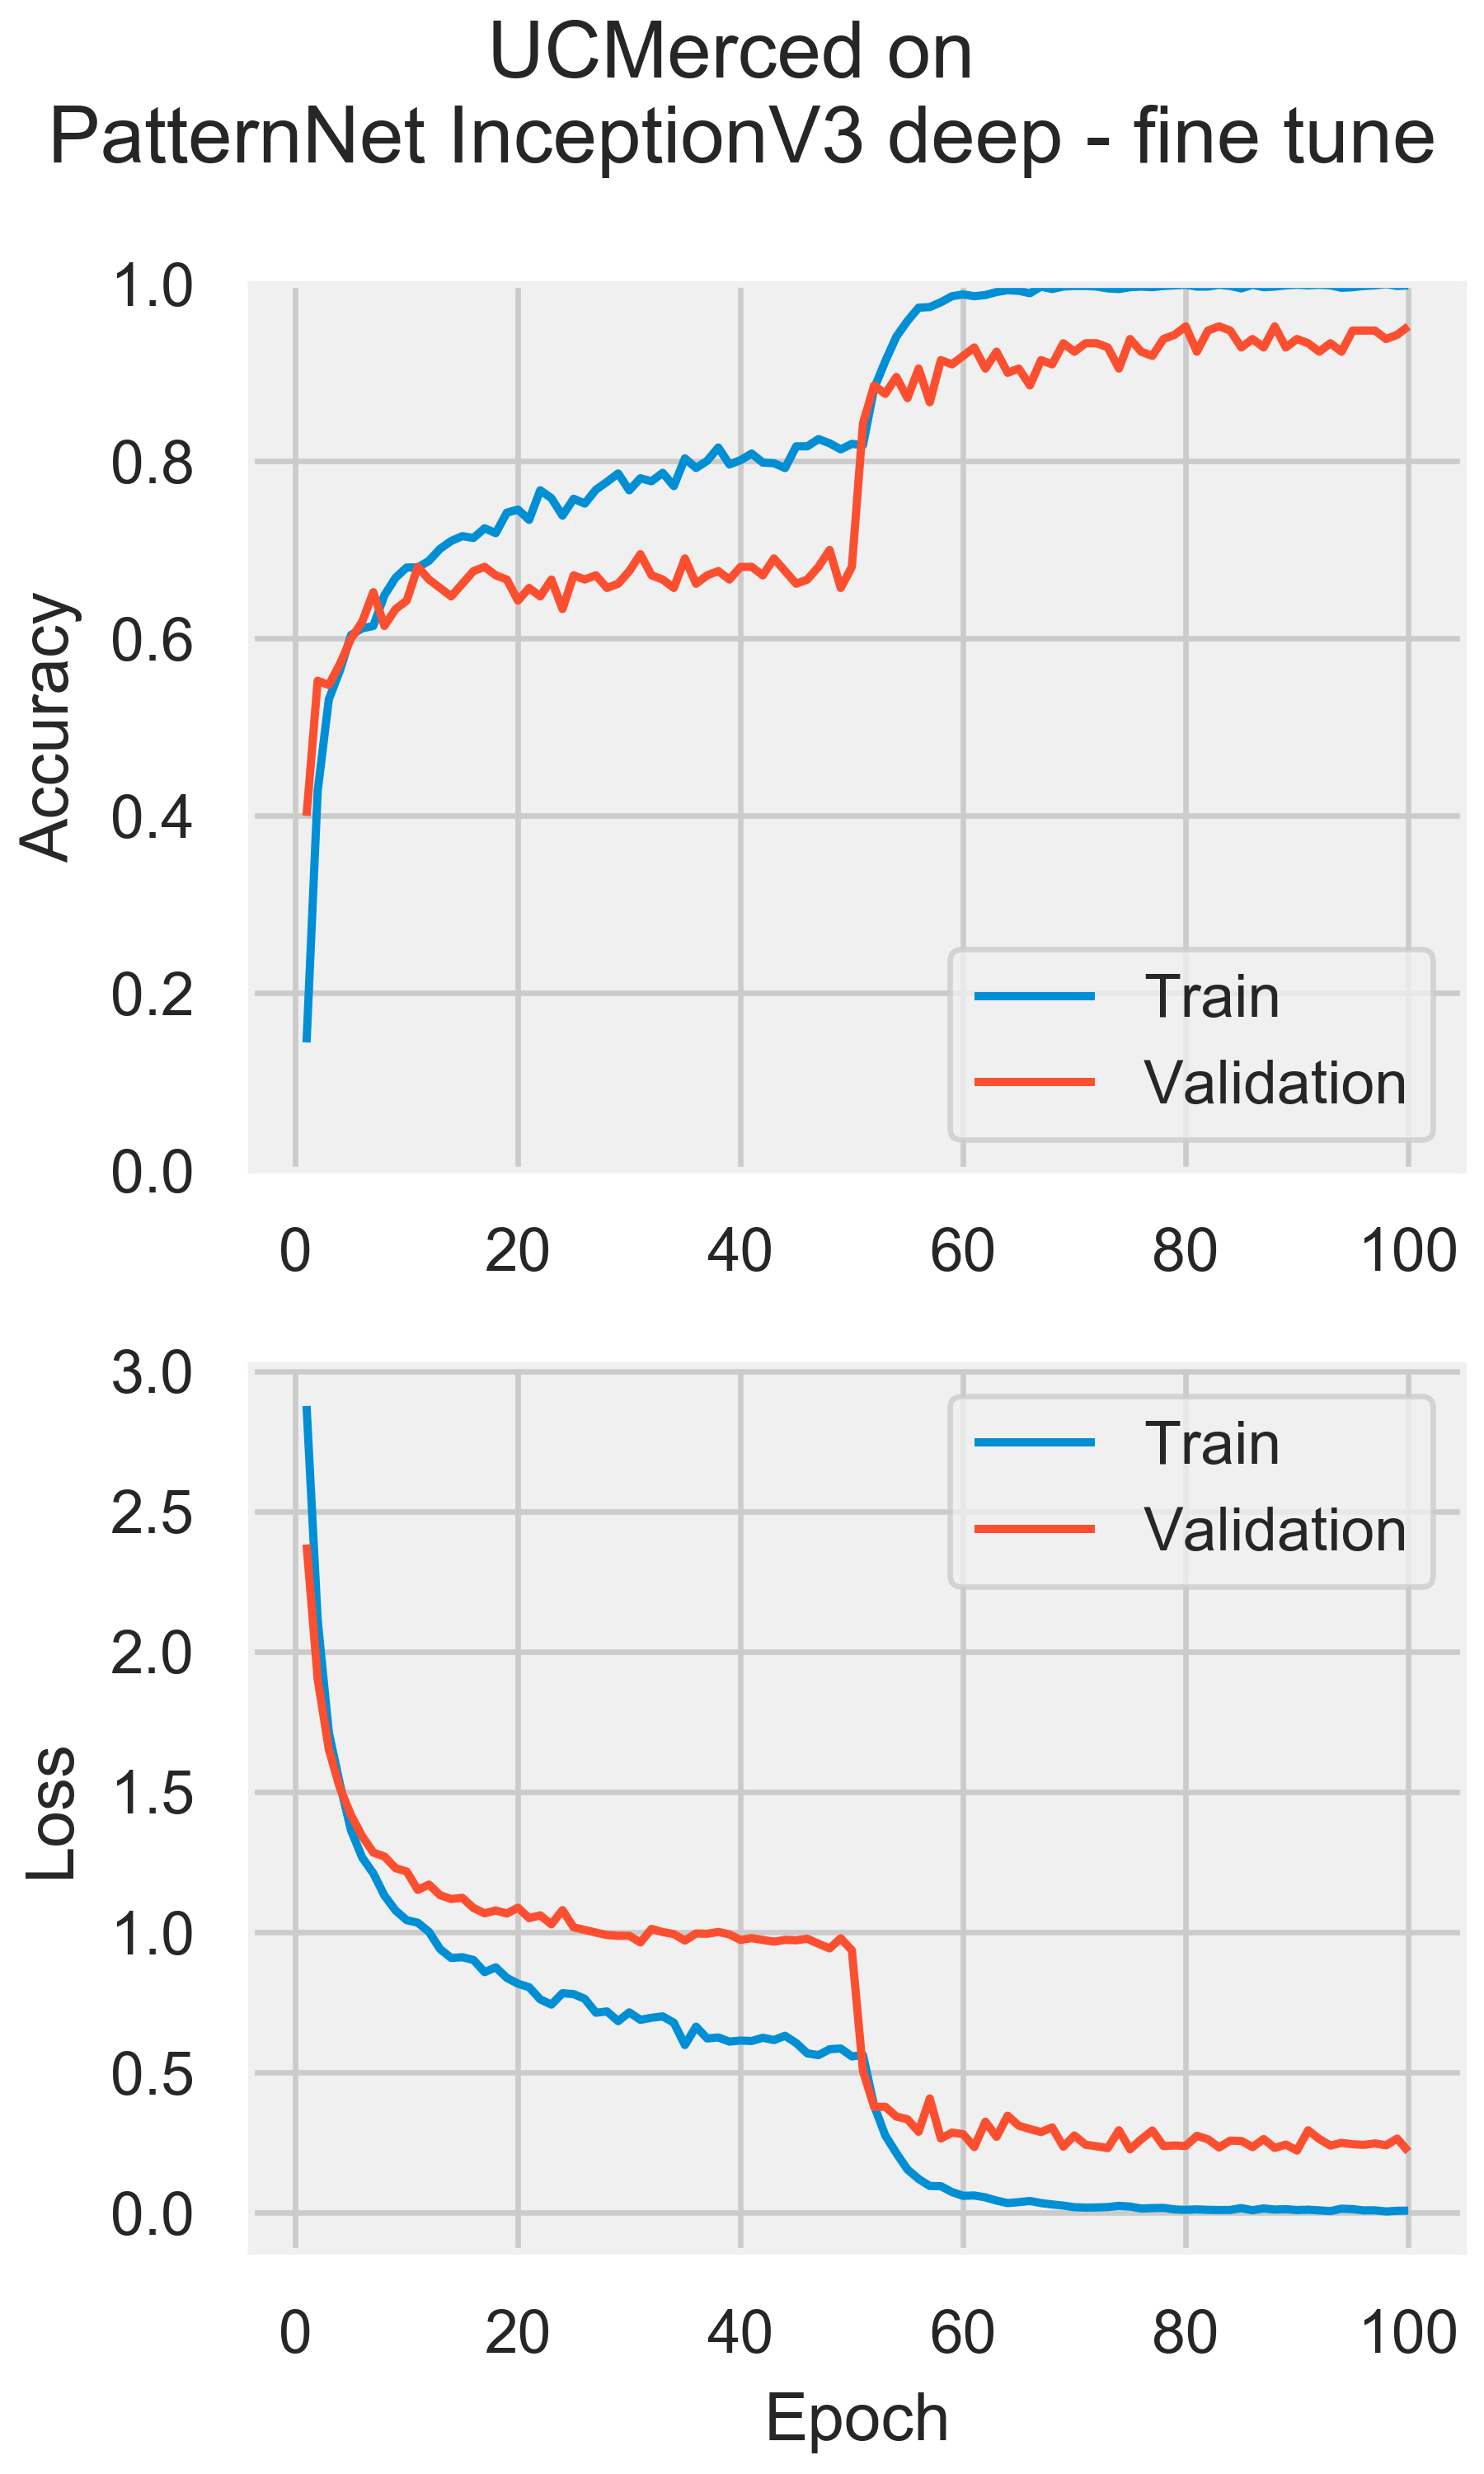 UCMerced on
PatternNet InceptionV3 deep - fine tune
1.0
0.8
0.6
0.4
0.2
0.0
Accuracy
Train
Validation
0 20 40 60 80 100
3.0
2.5
2.0
1.5
1.0
0.5
0.0
Loss
Train
Validation
0 20 40 60 80 100
Epoch